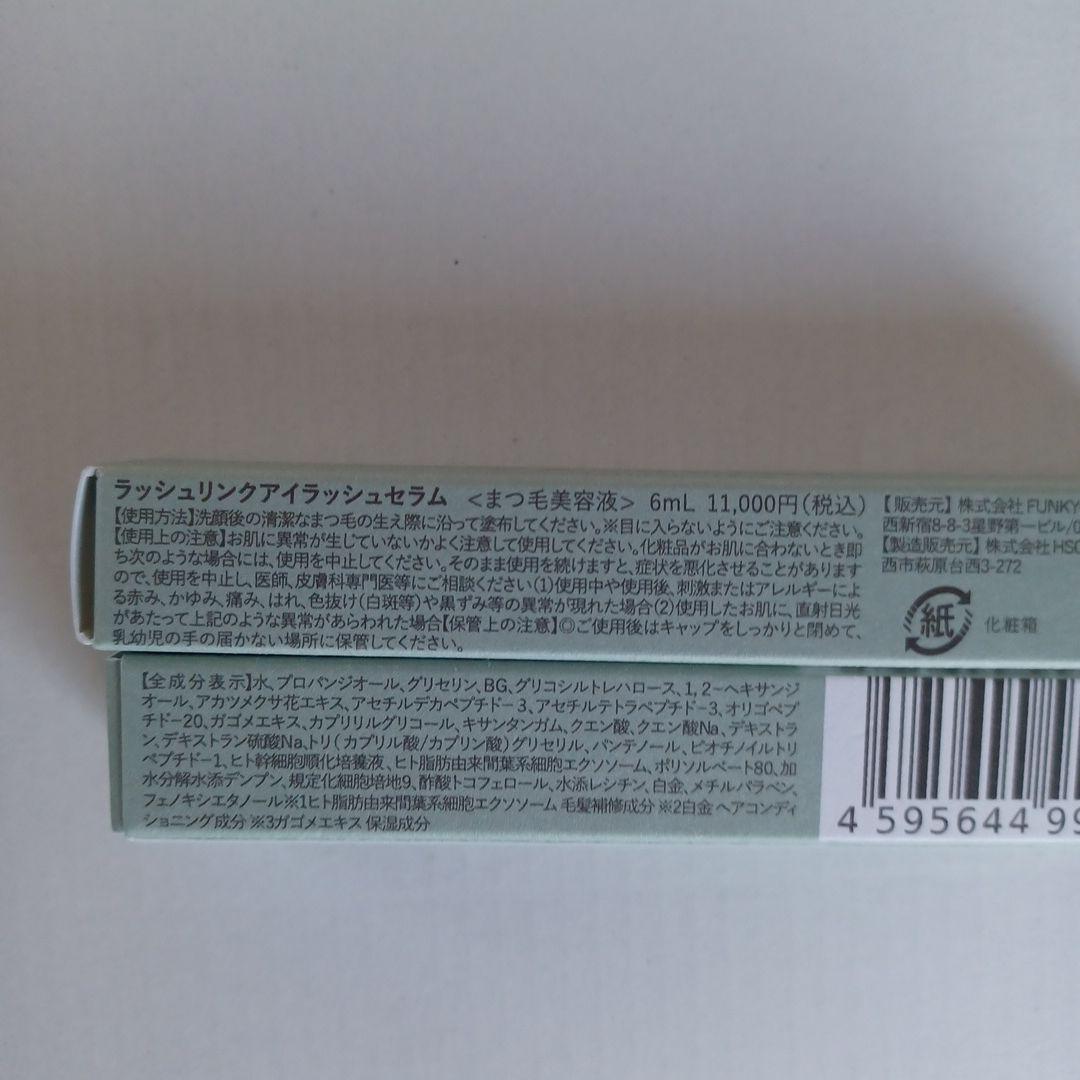 ラッシュリンクアイラッシュセラム <まつ毛美容液> 6mL 11,000円(税込)
【使用方法】洗顔後の清潔なまつ毛の生え際に沿って塗布してください。※目に入らないようにご注意ください。
【使用上の注意】お肌に異常が生じていないかよく注意して使用してください。化粧品がお肌に合わないとき即
ち次のような場合には、使用を中止してください。そのまま使用を続けますと、症状を悪化させることがあります
ので、使用を中止し、医師、皮膚科専門医等にご相談ください(1)使用中や使用後、刺激またはアレルギーによ
る赤み、かゆみ、痛み、はれ、色抜け(白斑等)や黒ずみ等の異常が現れた場合(2)使用したお肌に、直射日光
があたって上記のような異常があらわれた場合【保管上の注意】◎ご使用後はキャップをしっかりと閉めて、
乳幼児の手の届かない場所に保管してください。
【販売元】株式会社 FUNKY
西新宿8-8-3星野第一ビル
【製造販売元】株式会社 HSC
西市萩原台西3-272
紙 化粧箱
【全成分表示】水、プロパンジオール、グリセリン、BG、グリコシルトレハロース、1,2-ヘキサンジ
オール、アカツメクサ花エキス、アセチルデカペプチド-3、アセチルテトラペプチド-3、オリゴペプ
チド-20、ガゴメエキス、カプリリルグリコール、キサンタンガム、クエン酸、クエン酸Na、デキストラ
ン、デキストラン硫酸Na、トリ(カプリル酸/カプリン酸)グリセリル、パンテノール、ビオチノイルトリ
ペプチド-1、ヒト幹細胞順化培養液、ヒト脂肪由来間葉系細胞エクソソーム、ポリソルベート80、加
水分解水添デンプン、規定化細胞培地9、酢酸トコフェロール、水添レシチン、白金、メチルパラベン、
フェノキシエタノール※1ヒト脂肪由来間葉系細胞エクソソーム 毛髪補修成分 ※2白金 ヘアコンディ
ショニング成分 ※3ガゴメエキス 保湿成分
4 595644 99